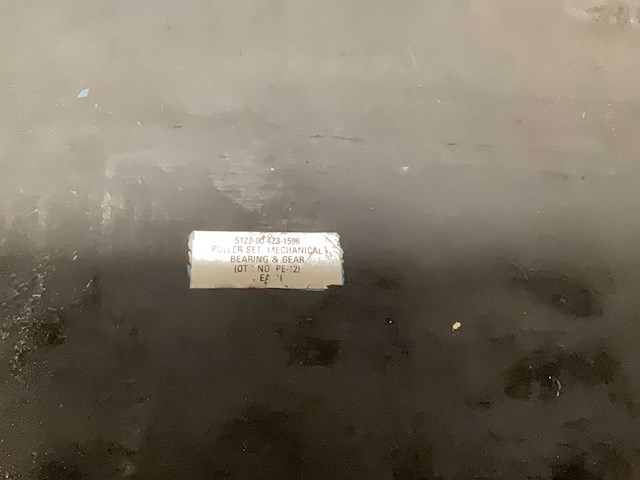 5120-00-423-1596
PULLER SET, MECHANICAL
BEARING & GEAR
NO. PE-12)